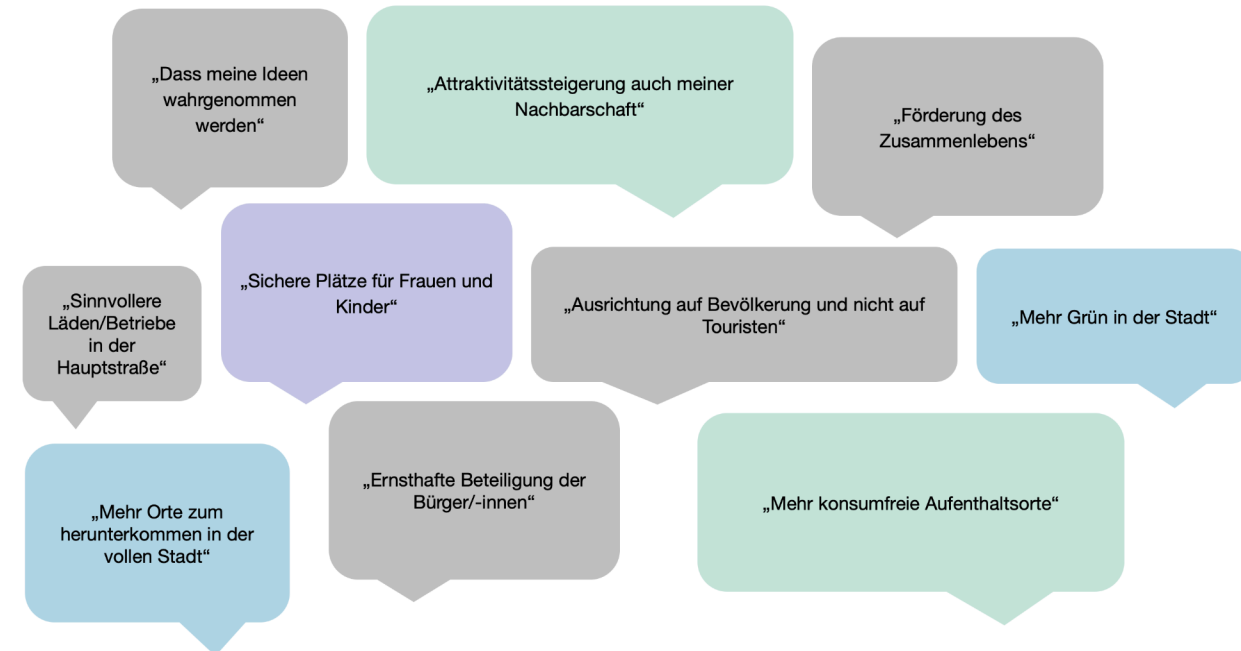 „Dass meine Ideen
wahrgenommen
werden“
„Attraktivitätssteigerung auch meiner
Nachbarschaft“
„Förderung des
Zusammenlebens“
„Sinnvollere
Läden/Betriebe
in der
Hauptstraße“
„Sichere Plätze für Frauen und
Kinder“
„Ausrichtung auf Bevölkerung und nicht auf
Touristen“
„Mehr Grün in der Stadt“
„Mehr Orte zum
herunterkommen in der
vollen Stadt“
„Ernsthafte Beteiligung der
Bürger/-innen“
„Mehr konsumfreie Aufenthaltsorte“